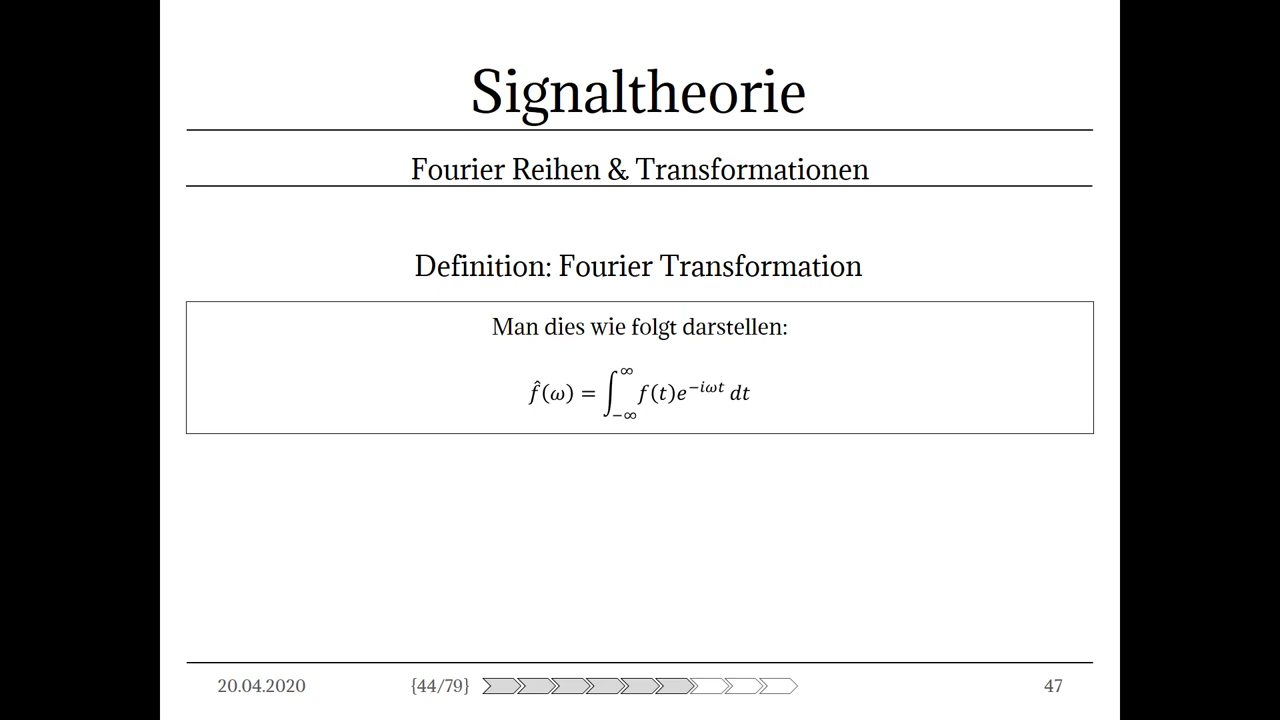 Signaltheorie
Fourier Reihen & Transformationen
Definition: Fourier Transformation
Man dies wie folgt darstellen:
f̂(ω) = ∫_{−∞}^{∞} f(t)e^{−iωt} dt
20.04.2020 {44/79} 47